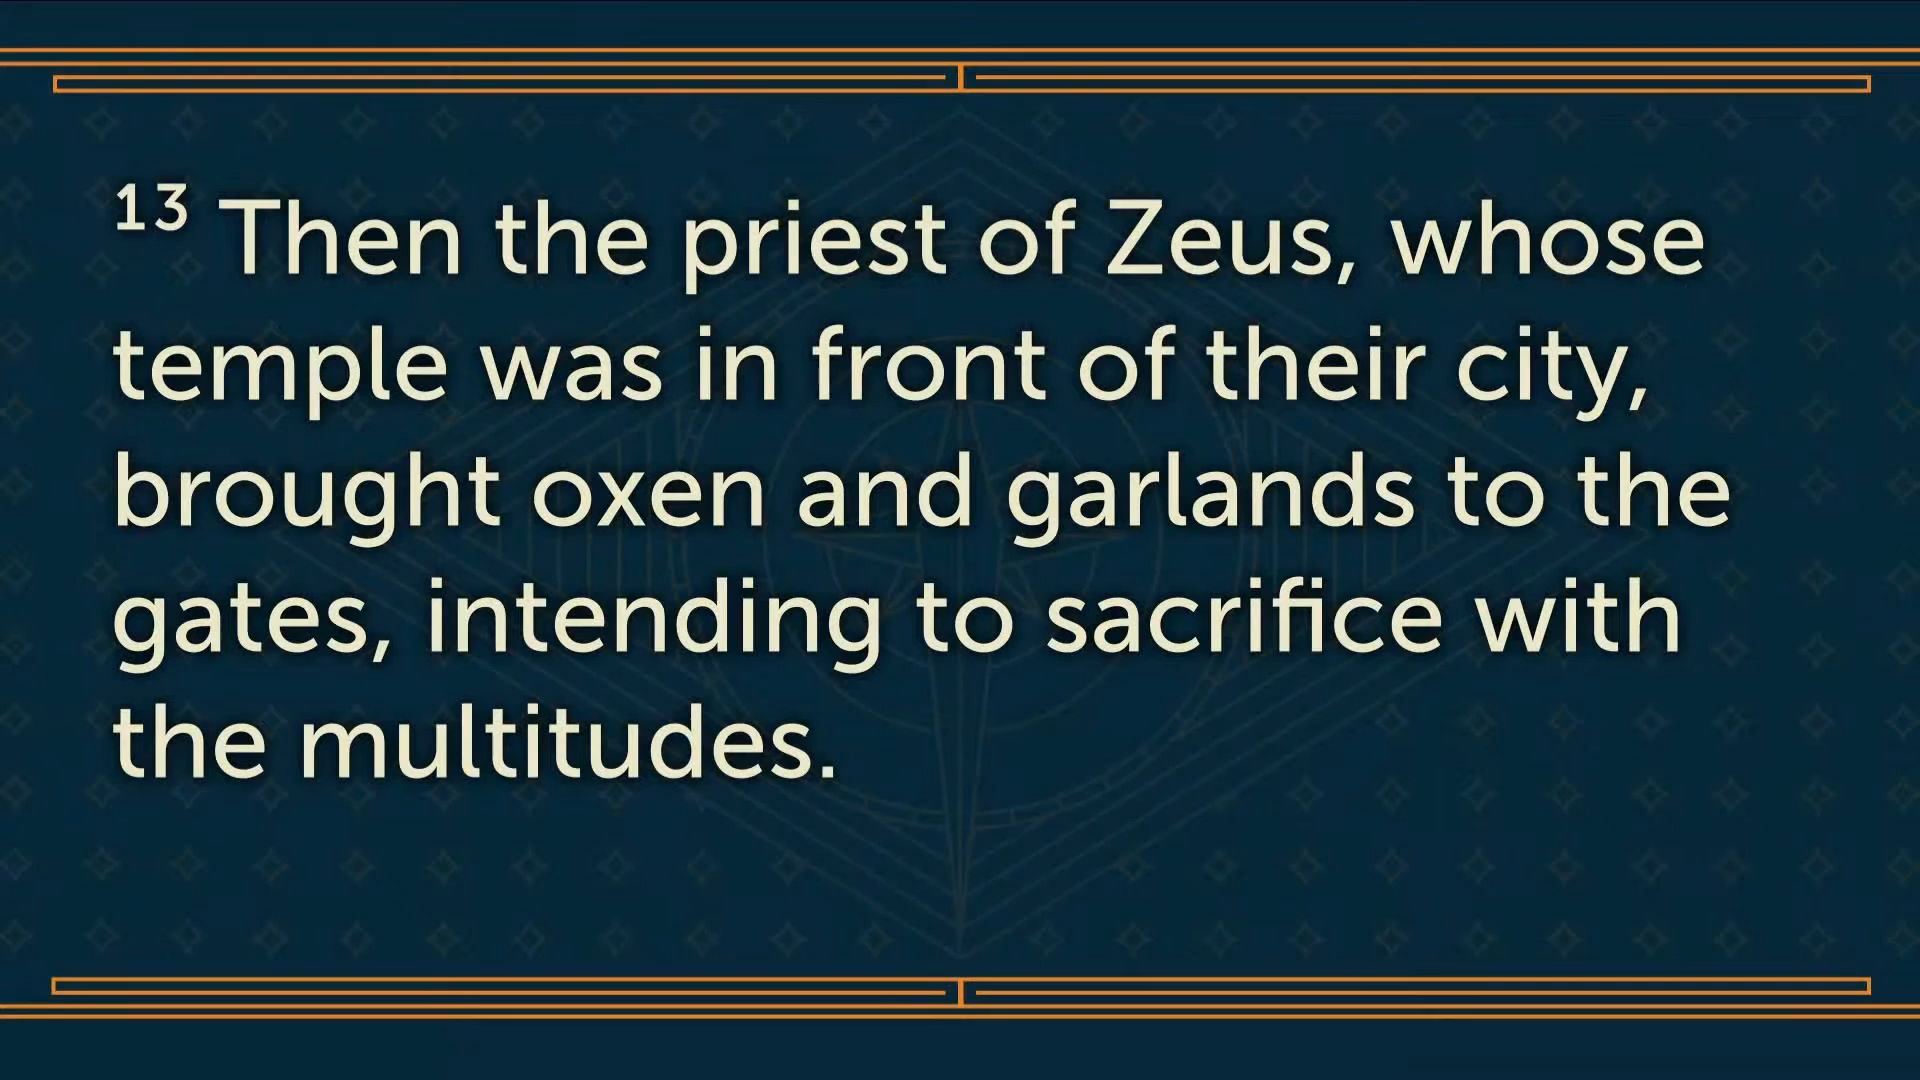 13 Then the priest of Zeus, whose
temple was in front of their city,
brought oxen and garlands to the
gates, intending to sacrifice with
the multitudes.